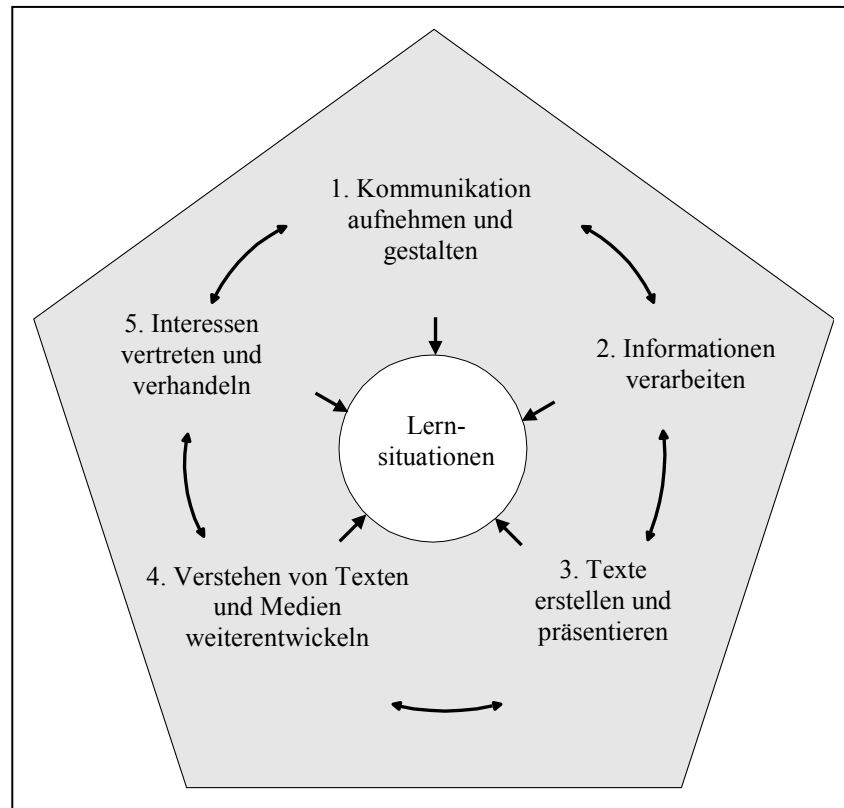 1. Kommunikation
aufnehmen und
gestalten
2. Informationen
verarbeiten
3. Texte
erstellen und
präsentieren
4. Verstehen von Texten
und Medien
weiterentwickeln
5. Interessen
vertreten und
verhandeln
Lern-
situationen